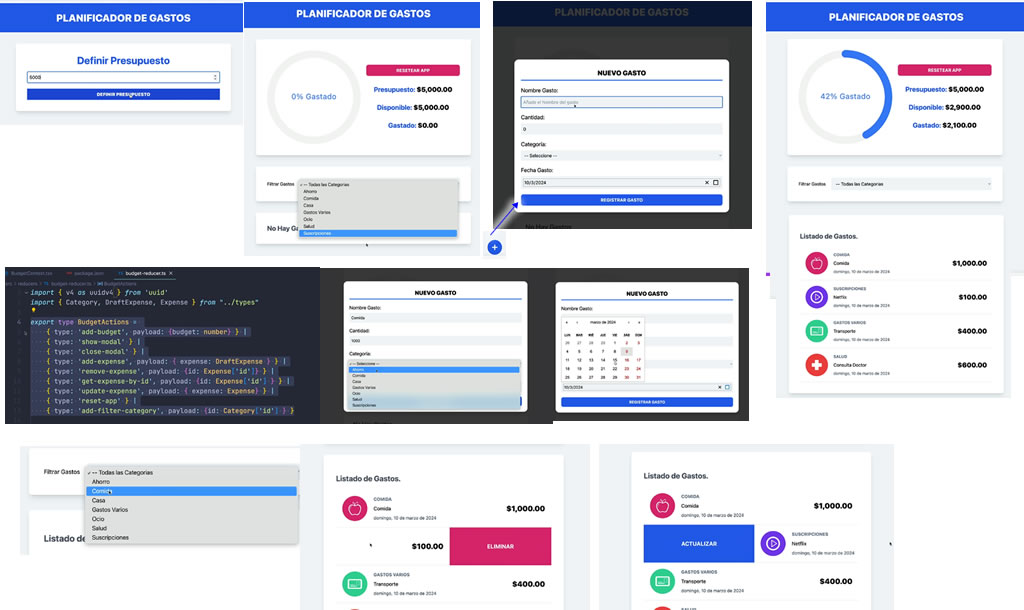 PLANIFICADOR DE GASTOS
Definir Presupuesto
5000
DEFINIR PRESUPUESTO
PLANIFICADOR DE GASTOS
0% Gastado
RESETEAR APP
Presupuesto: $5,000.00
Disponible: $5,000.00
Gastado: $0.00
Filtrar Gastos
-- Todas las Categorias
Ahorro
Comida
Casa
Gastos Varios
Ocio
Salud
Suscripciones
No Hay Ga
PLANIFICADOR DE GASTOS
NUEVO GASTO
Nombre Gasto:
Añade el Nombre del gasto
Cantidad:
0
Categoría:
-- Seleccione --
Fecha Gasto:
10/3/2024
REGISTRAR GASTO
No Hay Gastos
+
PLANIFICADOR DE GASTOS
42% Gastado
RESETEAR APP
Presupuesto: $5,000.00
Disponible: $2,900.00
Gastado: $2,100.00
Filtrar Gastos
-- Todas las Categorias
Listado de Gastos.
COMIDA
Comida
$1,000.00
domingo, 10 de marzo de 2024
SUSCRIPCIONES
Netflix
$100.00
domingo, 10 de marzo de 2024
GASTOS VARIOS
Transporte
$400.00
domingo, 10 de marzo de 2024
SALUD
Consulta Doctor
$600.00
domingo, 10 de marzo de 2024
BudgetContext.tsx package.json budget-reducer.ts
import { v4 as uuidv4 } from 'uuid'
import { Category, DraftExpense, Expense } from "../types"
export type BudgetActions =
{ type: 'add-budget', payload: {budget: number} } |
{ type: 'show-modal' } |
{ type: 'close-modal' } |
{ type: 'add-expense', payload: { expense: DraftExpense } } |
{ type: 'remove-expense', payload: {id: Expense['id']} } |
{ type: 'get-expense-by-id', payload: {id: Expense['id'] } } |
{ type: 'update-expense', payload: { expense: Expense} } |
{ type: 'reset-app' } |
{ type: 'add-filter-category', payload: {id: Category['id'] } }
NUEVO GASTO
Nombre Gasto:
Comida
Cantidad:
1000
Categoría:
-- Seleccione --
Ahorro
Comida
Casa
Gastos Varios
Ocio
Salud
Suscripciones
NUEVO GASTO
Nombre Gasto:
marzo de 2024
LUN MAR MIÉ JUE VIE SÁB DOM
26 27 28 29 1 2 3
4 5 6 7 8 9 10
11 12 13 14 15 16 17
18 19 20 21 22 23 24
25 26 27 28 29 30 31
10/3/2024
REGISTRAR GASTO
Filtrar Gastos
-- Todas las Categorias
Ahorro
Comida
Casa
Gastos Varios
Ocio
Salud
Suscripciones
Listado de
Listado de Gastos.
COMIDA
Comida
$1,000.00
domingo, 10 de marzo de 2024
$100.00
ELIMINAR
GASTOS VARIOS
Transporte
$400.00
domingo, 10 de marzo de 2024
Listado de Gastos.
COMIDA
Comida
$1,000.00
domingo, 10 de marzo de 2024
ACTUALIZAR
SUSCRIPCIONES
Netflix
domingo, 10 de marzo de 2024
GASTOS VARIOS
Transporte
$400.00
domingo, 10 de marzo de 2024